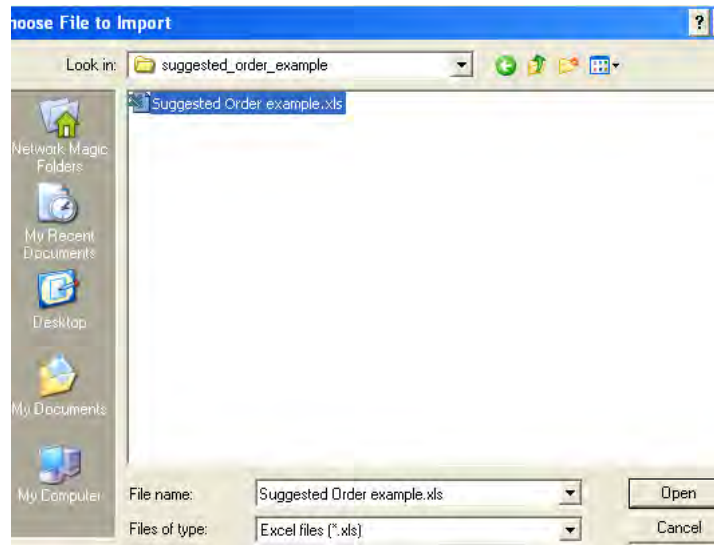 hoose File to Import
?
Look in:
suggested_order_example
Suggested Order example.xls
Network Magic
Folders
My Recent
Documents
Desktop
My Documents
My Computer
File name:
Suggested Order example.xls
Open
Files of type:
Excel files (*.xls)
Cancel